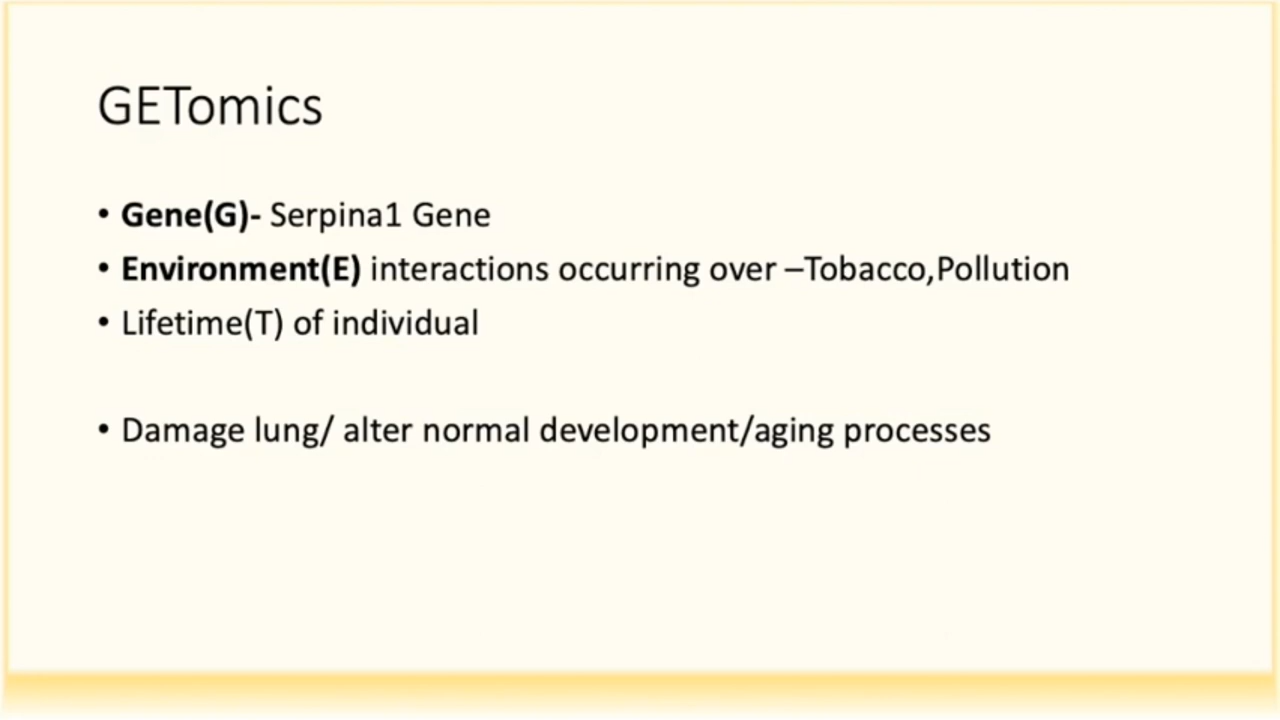 GETomics
• Gene(G)- Serpina1 Gene
• Environment(E) interactions occurring over –Tobacco,Pollution
• Lifetime(T) of individual
• Damage lung/ alter normal development/aging processes